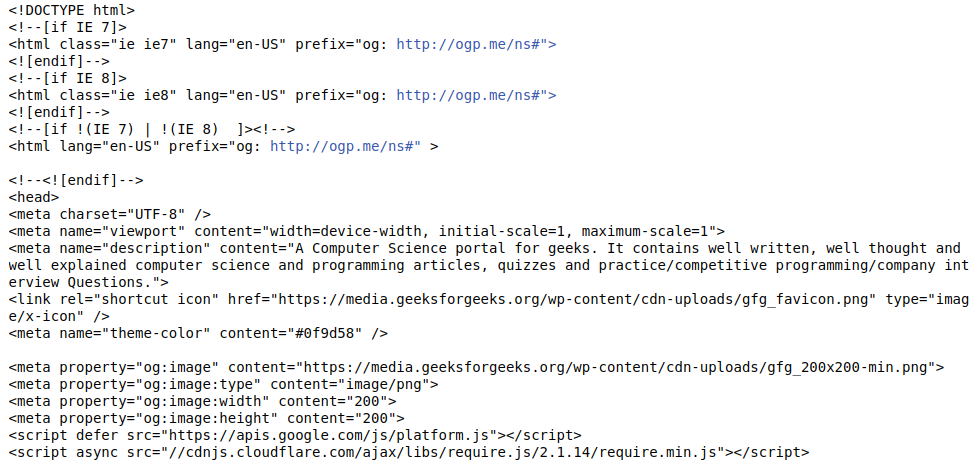 <!DOCTYPE html>
<!--[if IE 7]>
<html class="ie ie7" lang="en-US" prefix="og: http://ogp.me/ns#">
<![endif]-->
<!--[if IE 8]>
<html class="ie ie8" lang="en-US" prefix="og: http://ogp.me/ns#">
<![endif]-->
<!--[if !(IE 7) | !(IE 8)  ]><!-->
<html lang="en-US" prefix="og: http://ogp.me/ns#" >
<!--<![endif]-->
<head>
<meta charset="UTF-8" />
<meta name="viewport" content="width=device-width, initial-scale=1, maximum-scale=1">
<meta name="description" content="A Computer Science portal for geeks. It contains well written, well thought and
well explained computer science and programming articles, quizzes and practice/competitive programming/company int
erview Questions.">
<link rel="shortcut icon" href="https://media.geeksforgeeks.org/wp-content/cdn-uploads/gfg_favicon.png" type="imag
e/x-icon" />
<meta name="theme-color" content="#0f9d58" />
<meta property="og:image" content="https://media.geeksforgeeks.org/wp-content/cdn-uploads/gfg_200x200-min.png">
<meta property="og:image:type" content="image/png">
<meta property="og:image:width" content="200">
<meta property="og:image:height" content="200">
<script defer src="https://apis.google.com/js/platform.js"></script>
<script async src="//cdnjs.cloudflare.com/ajax/libs/require.js/2.1.14/require.min.js"></script>